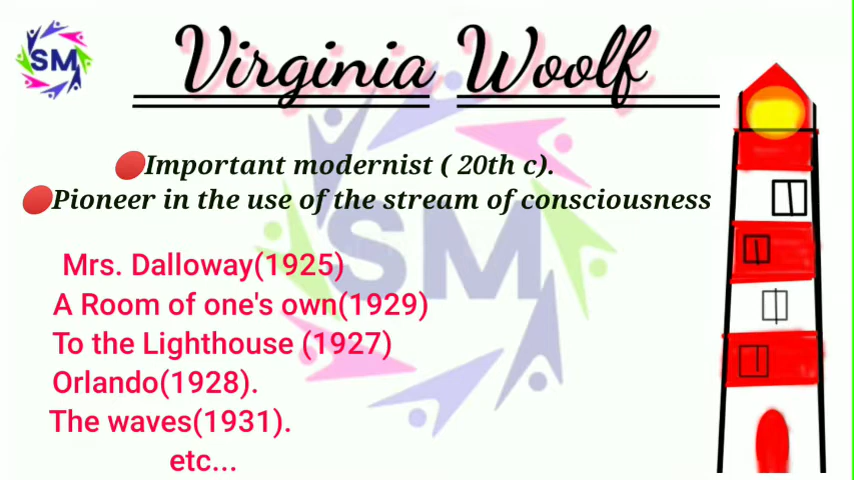 SM
Virginia Woolf
Important modernist ( 20th c).
Pioneer in the use of the stream of consciousness
SM
Mrs. Dalloway(1925)
A Room of one's own(1929)
To the Lighthouse (1927)
Orlando(1928).
The waves(1931).
etc...